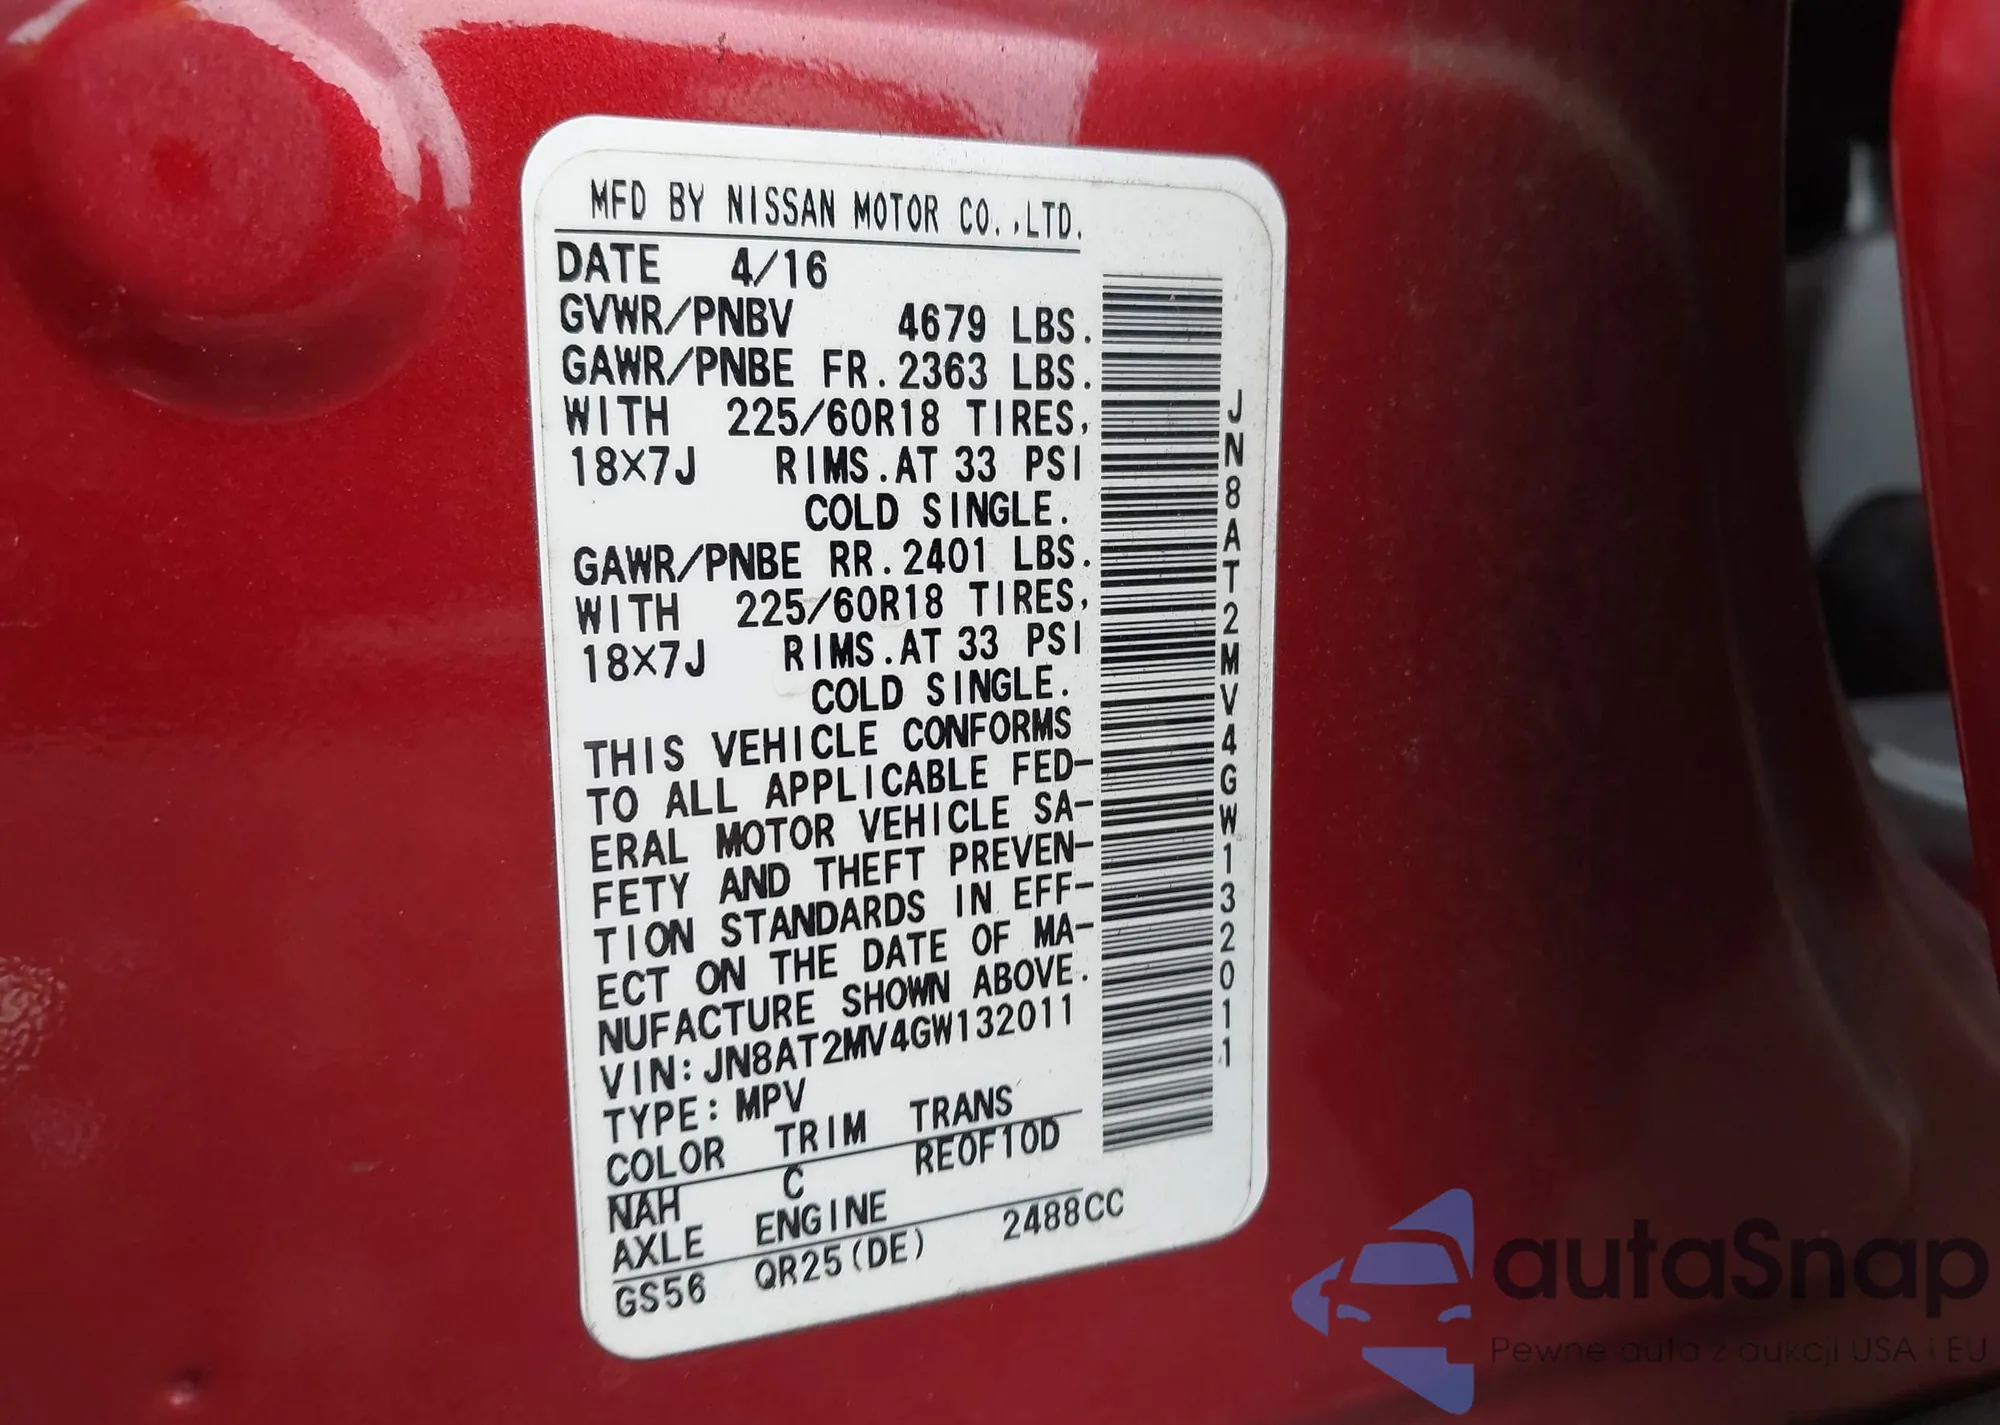 MFD BY NISSAN MOTOR CO.,LTD.
DATE 4/16
GVWR/PNBV 4679 LBS.
GAWR/PNBE FR.2363 LBS.
WITH 225/60R18 TIRES,
18×7J RIMS.AT 33 PSI
COLD SINGLE.
GAWR/PNBE RR.2401 LBS.
WITH 225/60R18 TIRES,
18×7J RIMS.AT 33 PSI
COLD SINGLE.
THIS VEHICLE CONFORMS
TO ALL APPLICABLE FED-
ERAL MOTOR VEHICLE SA-
FETY AND THEFT PREVEN-
TION STANDARDS IN EFF-
ECT ON THE DATE OF MA-
NUFACTURE SHOWN ABOVE.
VIN:JN8AT2MV4GW132011
TYPE:MPV
COLOR TRIM TRANS
NAH C RE0F10D
AXLE ENGINE
GS56 QR25(DE) 2488CC
JN8AT2MV4GW132011
autaSnap
Pewne auta z aukcji USA i EU